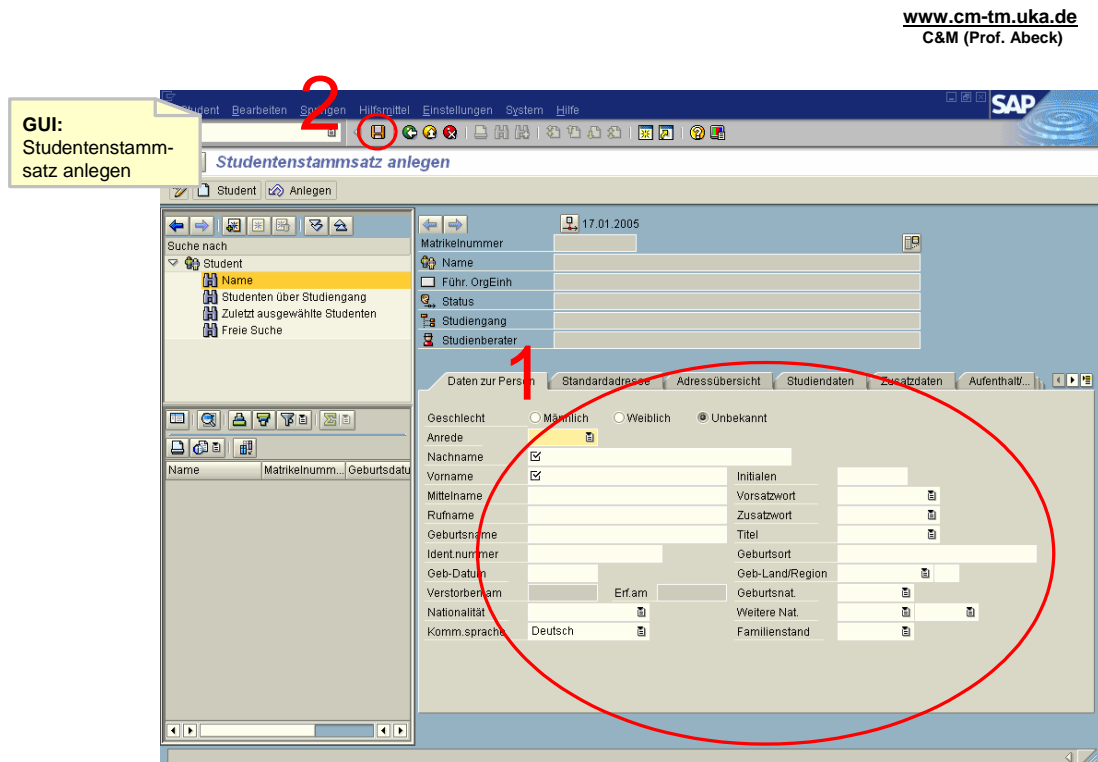 www.cm-tm.uka.de
C&M (Prof. Abeck)
GUI:
Studentenstamm-
satz anlegen
2
Bearbeiten Springen Hilfsmittel Einstellungen System Hilfe
SAP
Studentenstammsatz anlegen
Student Anlegen
Suche nach
Student
Name
Studenten über Studiengang
Zuletzt ausgewählte Studenten
Freie Suche
Name Matrikelnumm... Geburtsdatu
17.01.2005
Matrikelnummer
Name
Führ. OrgEinh
Status
Studiengang
Studienberater
1
Daten zur Person Standardadresse Adressübersicht Studiendaten Zusatzdaten Aufenthalt/...
Geschlecht Männlich Weiblich Unbekannt
Anrede
Nachname
Vorname Initialen
Mittelname Vorsatzwort
Rufname Zusatzwort
Geburtsname Titel
Ident.nummer Geburtsort
Geb-Datum Geb-Land/Region
Verstorben am Erf.am Geburtsnat.
Nationalität Weitere Nat.
Komm.sprache Deutsch Familienstand